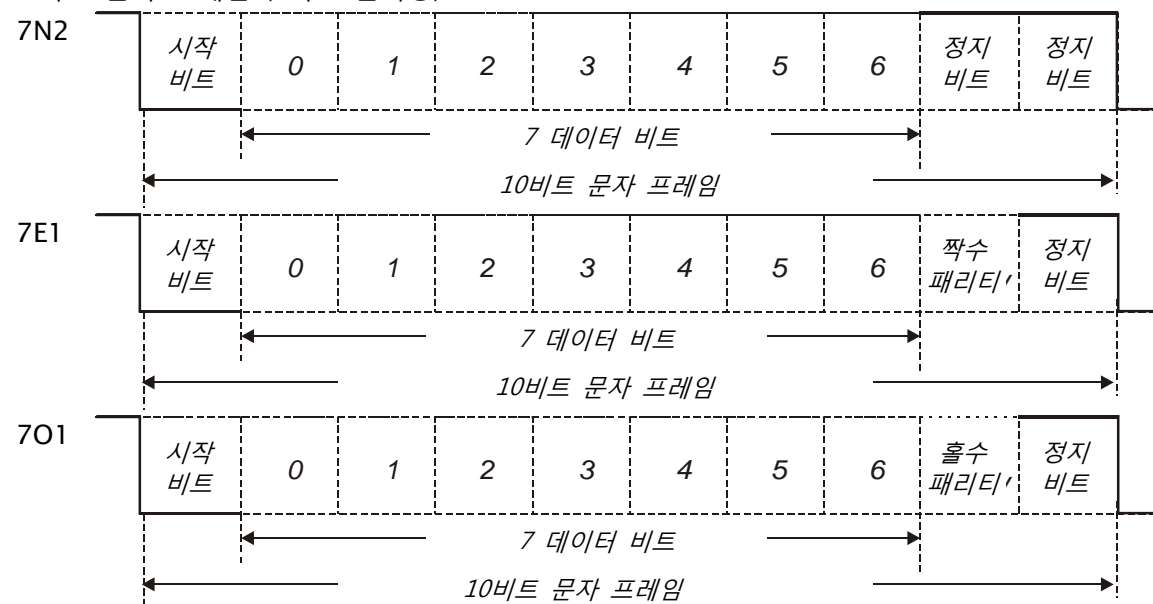 7N2
시작 비트 0 1 2 3 4 5 6 정지 비트 정지 비트
7 데이터 비트
10비트 문자 프레임
7E1
시작 비트 0 1 2 3 4 5 6 짝수 패리티 정지 비트
7 데이터 비트
10비트 문자 프레임
7O1
시작 비트 0 1 2 3 4 5 6 홀수 패리티 정지 비트
7 데이터 비트
10비트 문자 프레임